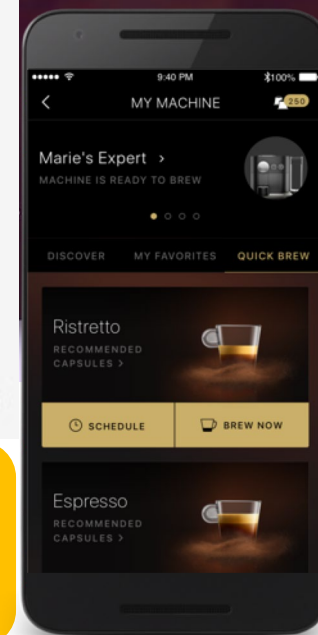 9:40 PM
100%
MY MACHINE
250
Marie's Expert >
MACHINE IS READY TO BREW
DISCOVER
MY FAVORITES
QUICK BREW
Ristretto
RECOMMENDED
CAPSULES >
SCHEDULE
BREW NOW
Espresso
RECOMMENDED
CAPSULES >